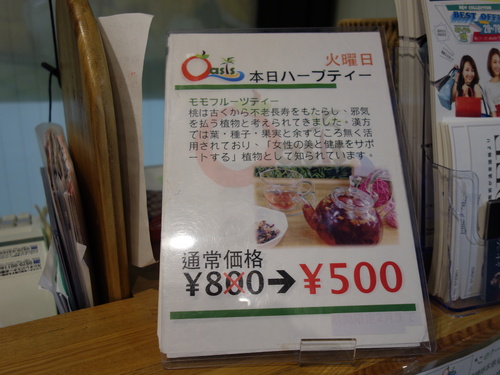 火曜日
Oasis
本日ハーブティー
モモフルーツティー
桃は古くから不老長寿をもたらし、邪気
を払う植物と考えられてきました。漢方
では葉・種子・果実と余すところ無く活
用されており、「女性の美と健康をサポ
ートする」植物として知られています。
通常価格
¥800→¥500
BEST OF